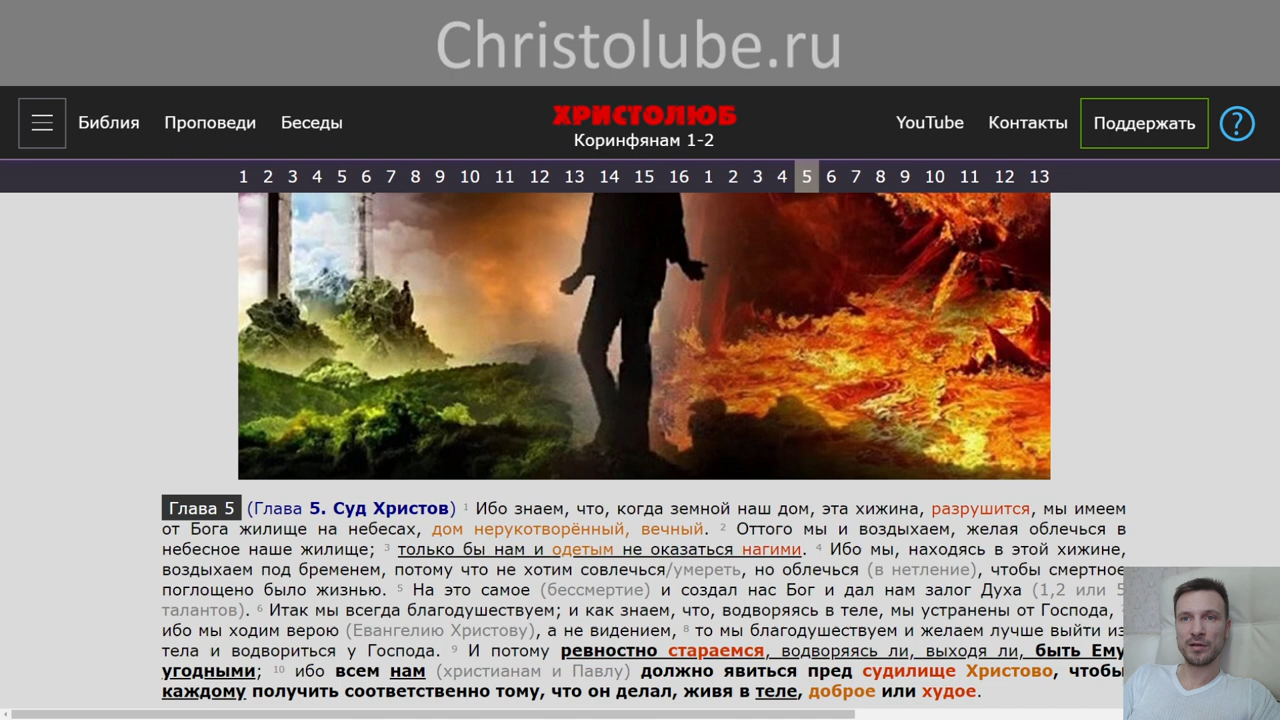 Christolube.ru
Библия Проповеди Беседы
ХРИСТОЛЮБ
Коринфянам 1-2
YouTube Контакты Поддержать ?
1 2 3 4 5 6 7 8 9 10 11 12 13 14 15 16 1 2 3 4 5 6 7 8 9 10 11 12 13
Глава 5 (Глава 5. Суд Христов) 1 Ибо знаем, что, когда земной наш дом, эта хижина, разрушится, мы имеем
от Бога жилище на небесах, дом нерукотворённый, вечный. 2 Оттого мы и воздыхаем, желая облечься в
небесное наше жилище; 3 только бы нам и одетым не оказаться нагими. 4 Ибо мы, находясь в этой хижине,
воздыхаем под бременем, потому что не хотим совлечься/умереть, но облечься (в нетление), чтобы смертное
поглощено было жизнью. 5 На это самое (бессмертие) и создал нас Бог и дал нам залог Духа (1,2 или 5
талантов). 6 Итак мы всегда благодушествуем; и как знаем, что, водворяясь в теле, мы устранены от Господа, 7
ибо мы ходим верою (Евангелию Христову), а не видением, 8 то мы благодушествуем и желаем лучше выйти из
тела и водвориться у Господа. 9 И потому ревностно стараемся, водворяясь ли, выходя ли, быть Ему
угодными; 10 ибо всем нам (христианам и Павлу) должно явиться пред судилище Христово, чтобы
каждому получить соответственно тому, что он делал, живя в теле, доброе или худое.